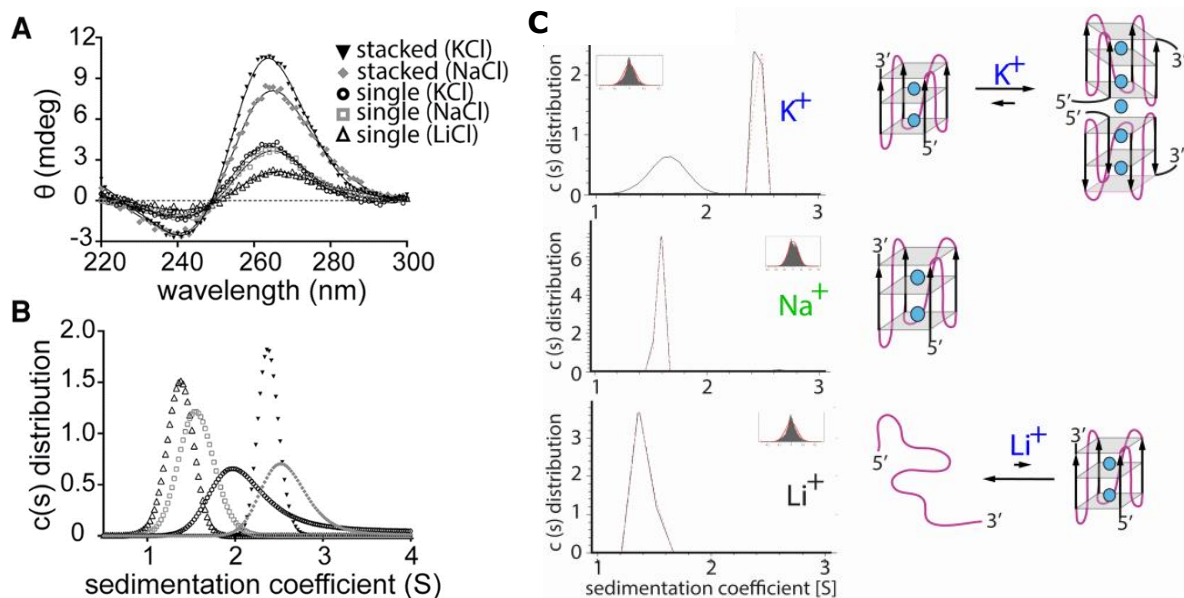 A
12
9
6
3
0
-3
θ (mdeg)
220 240 260 280 300
wavelength (nm)
▼ stacked (KCl)
◆ stacked (NaCl)
○ single (KCl)
□ single (NaCl)
△ single (LiCl)
B
2.0
1.5
1.0
0.5
0
c(s) distribution
1 2 3 4
sedimentation coefficient (S)
C
c (s) distribution
2
1
0
1 2 3
K+
3′
5′
K+
3′
5′
5′
3′
c (s) distribution
6
4
2
0
1 2 3
Na+
3′
5′
c (s) distribution
3
2
1
0
1 2 3
sedimentation coefficient [S]
Li+
5′
3′
Li+
3′
5′